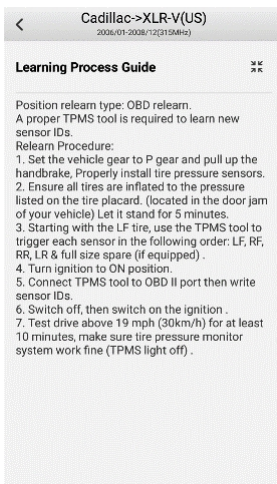 Cadillac->XLR-V(US)
2006/01-2008/12(315MHz)
Learning Process Guide
Position relearn type: OBD relearn.
A proper TPMS tool is required to learn new
sensor IDs.
Relearn Procedure:
1. Set the vehicle gear to P gear and pull up the
handbrake, Properly install tire pressure sensors.
2. Ensure all tires are inflated to the pressure
listed on the tire placard. (located in the door jam
of your vehicle) Let it stand for 5 minutes.
3. Starting with the LF tire, use the TPMS tool to
trigger each sensor in the following order: LF, RF,
RR, LR & full size spare (if equipped) .
4. Turn ignition to ON position.
5. Connect TPMS tool to OBD II port then write
sensor IDs.
6. Switch off, then switch on the ignition .
7. Test drive above 19 mph (30km/h) for at least
10 minutes, make sure tire pressure monitor
system work fine (TPMS light off) .